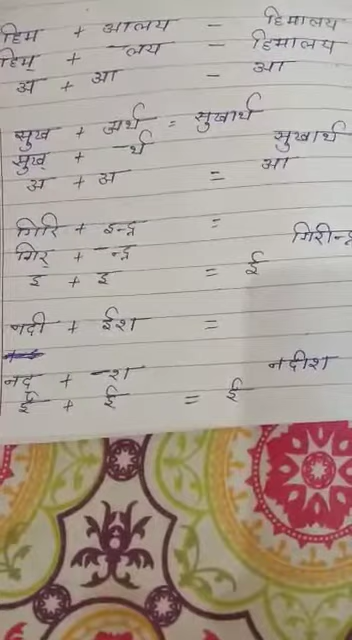 हिम + आलय - हिमालय
हिम् + -लय - हिमालय
अ + आ - आ
सुख + अर्थ = सुखार्थ
सुख् + -र्थ सुखार्थ
अ + अ = आ
गिरि + इन्द्र =
गिर् + -न्द्र गिरीन्द्र
इ + इ = ई
नदी + ईश =
नद् + -श नदीश
ई + ई = ई